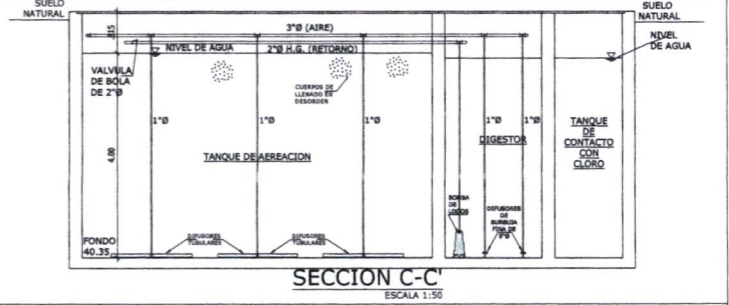 SUELO
NATURAL
SUELO
NATURAL
3"Ø (AIRE)
NIVEL DE AGUA
2"Ø H.G. (RETORNO)
NIVEL
DE AGUA
VALVULA
DE BOLA
DE 2"Ø
CUERPOS DE
LLENADO EN
DESORDEN
1"Ø
1"Ø
1"Ø
1"Ø
1"Ø
4.00
TANQUE DE AEREACION
DIGESTOR
TANQUE
DE
CONTACTO
CON
CLORO
BOMBA
DE
LODOS
DIFUSORES
DE
BURBUJA
FINA DE
FONDO
40.35
DIFUSORES
TUBULARES
DIFUSORES
TUBULARES
SECCION C-C'
ESCALA 1:50